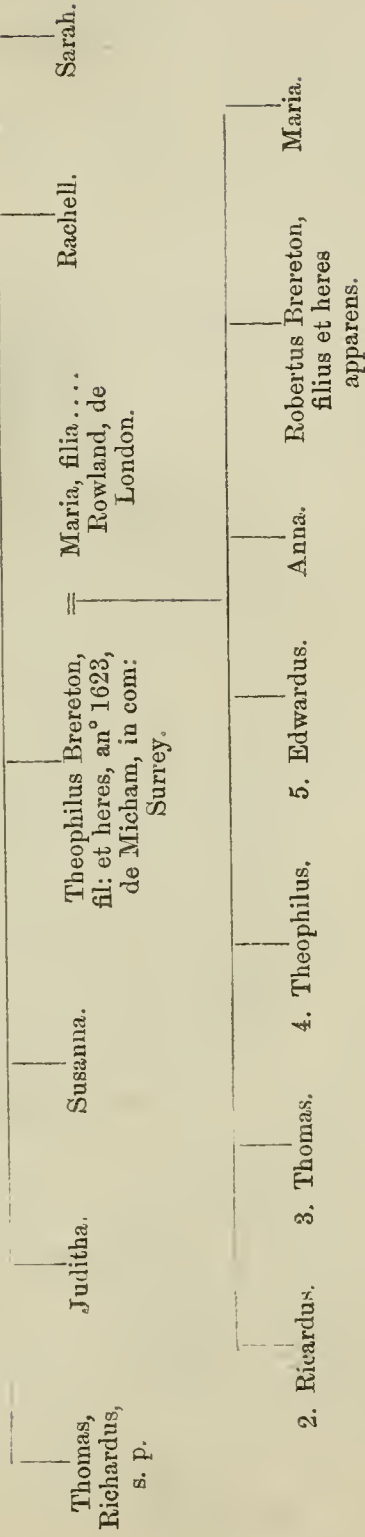 Thomas,
Richardus,
s. p.
Juditha.
Susanna.
Theophilus Brereton,
fil: et heres, an° 1623,
de Micham, in com:
Surrey.
=
Maria, filia....
Rowland, de
London.
Rachell.
Sarah.
2. Ricardus.
3. Thomas.
4. Theophilus.
5. Edwardus.
Anna.
Robertus Brereton,
filius et heres
apparens.
Maria.